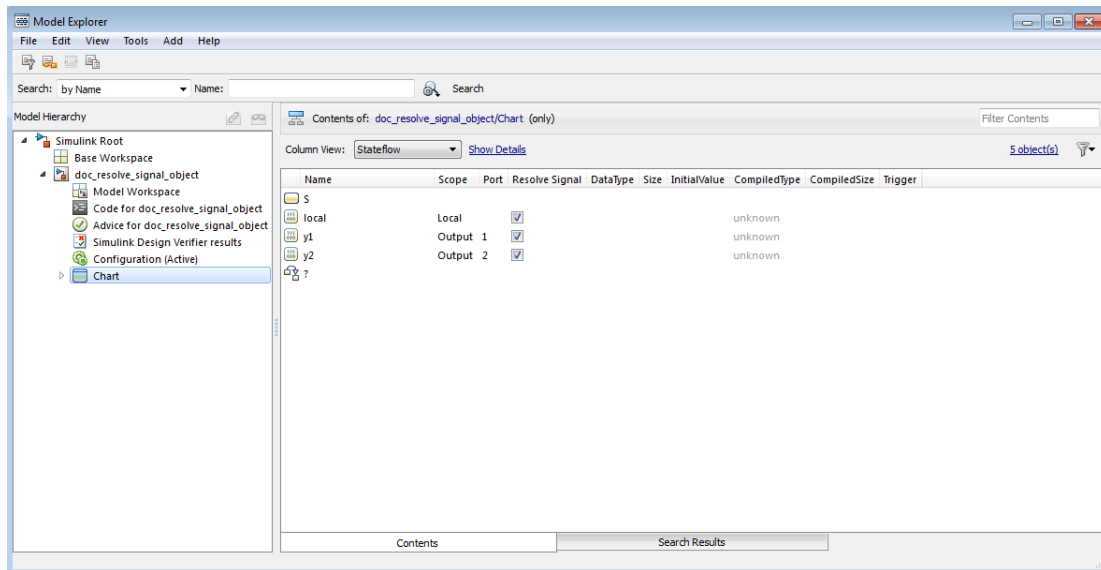 Model Explorer
File Edit View Tools Add Help
Search: by Name Name: Search
Model Hierarchy
Simulink Root
Base Workspace
doc_resolve_signal_object
Model Workspace
Code for doc_resolve_signal_object
Advice for doc_resolve_signal_object
Simulink Design Verifier results
Configuration (Active)
Chart
Contents of: doc_resolve_signal_object/Chart (only) Filter Contents
Column View: Stateflow Show Details 5 object(s)
Name Scope Port Resolve Signal DataType Size InitialValue CompiledType CompiledSize Trigger
S
local Local unknown
y1 Output 1 unknown
y2 Output 2 unknown
?
Contents Search Results